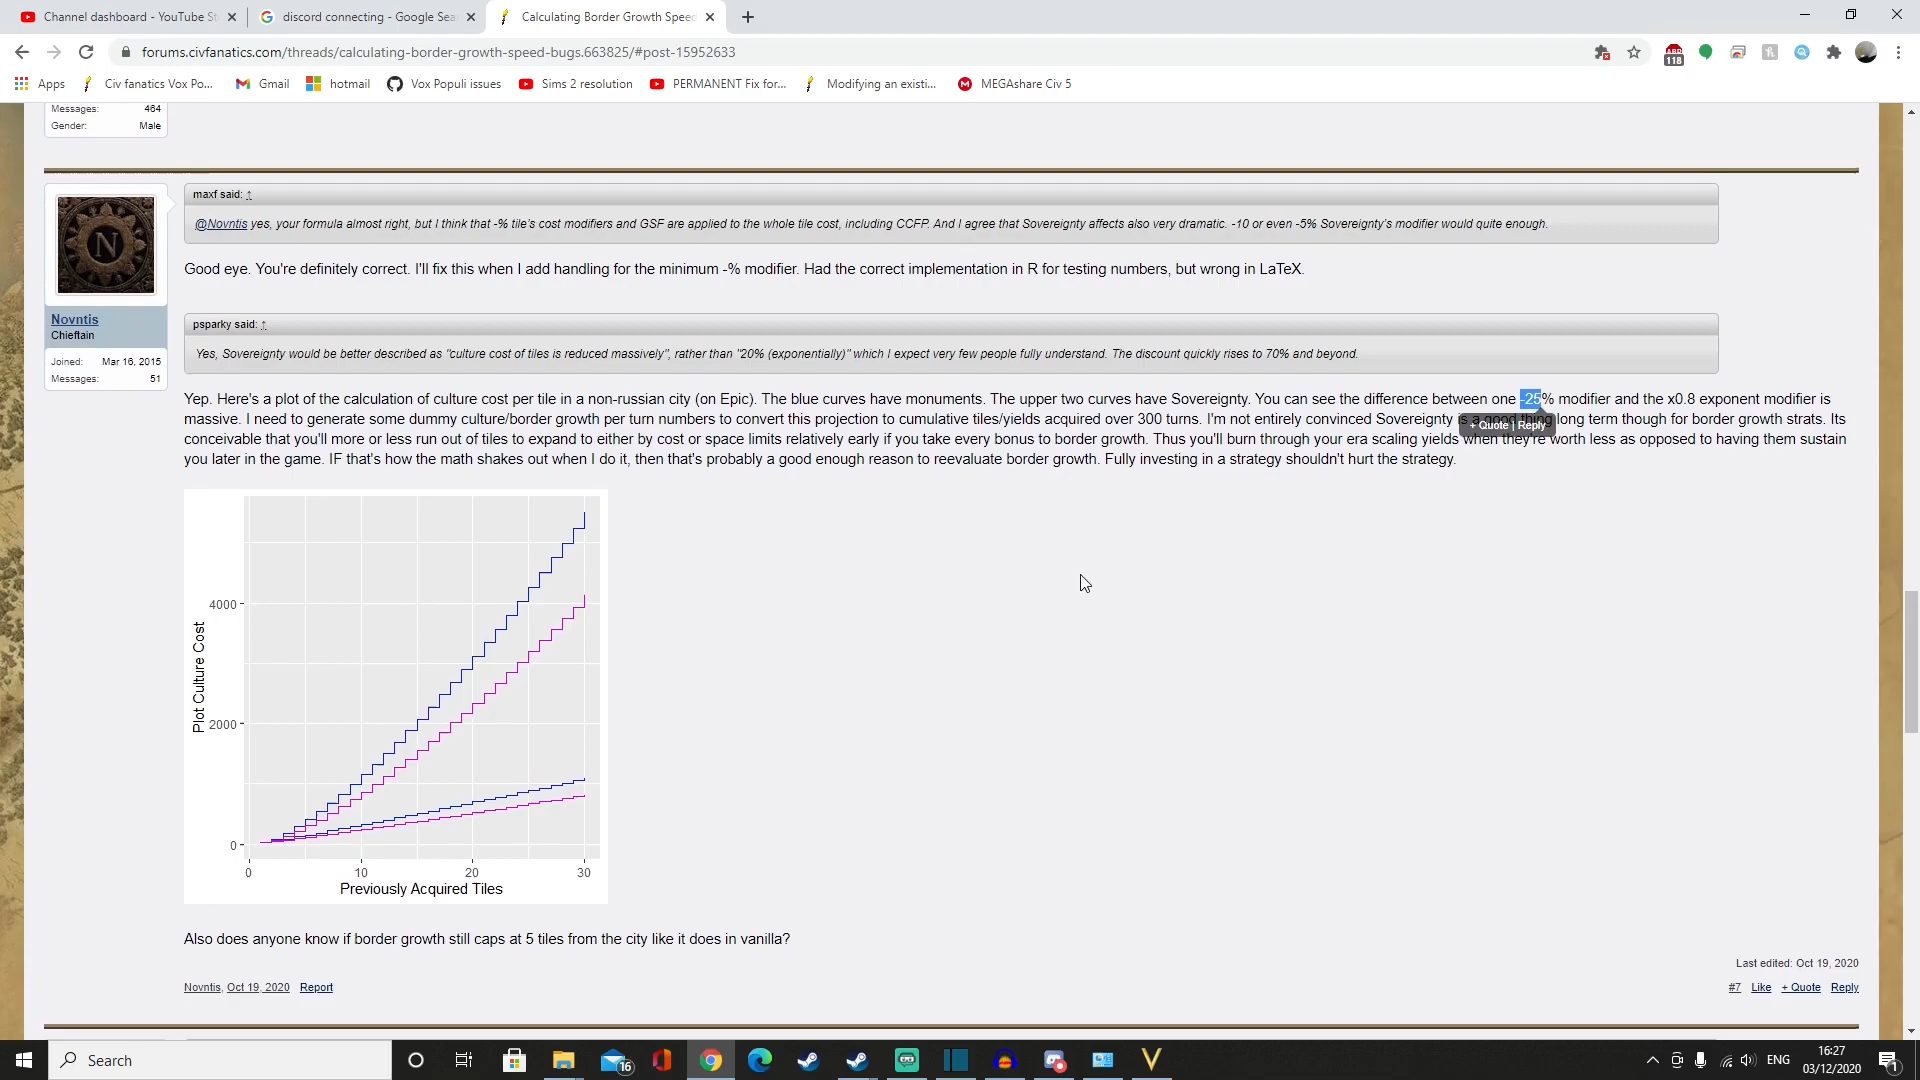 Channel dashboard - YouTube St
discord connecting - Google Sea
Calculating Border Growth Speed
forums.civfanatics.com/threads/calculating-border-growth-speed-bugs.663825/#post-15952633
118
Apps
Civ fanatics Vox Po...
Gmail
hotmail
Vox Populi issues
Sims 2 resolution
PERMANENT Fix for...
Modifying an existi...
MEGAshare Civ 5
Messages: 464
Gender: Male
maxf said: ↑
@Novntis yes, your formula almost right, but I think that -% tile's cost modifiers and GSF are applied to the whole tile cost, including CCFP. And I agree that Sovereignty affects also very dramatic. -10 or even -5% Sovereignty's modifier would quite enough.
N
Good eye. You're definitely correct. I'll fix this when I add handling for the minimum -% modifier. Had the correct implementation in R for testing numbers, but wrong in LaTeX.
Novntis
Chieftain
Joined: Mar 16, 2015
Messages: 51
psparky said: ↑
Yes, Sovereignty would be better described as "culture cost of tiles is reduced massively", rather than "20% (exponentially)" which I expect very few people fully understand. The discount quickly rises to 70% and beyond.
Yep. Here's a plot of the calculation of culture cost per tile in a non-russian city (on Epic). The blue curves have monuments. The upper two curves have Sovereignty. You can see the difference between one -25% modifier and the x0.8 exponent modifier is
massive. I need to generate some dummy culture/border growth per turn numbers to convert this projection to cumulative tiles/yields acquired over 300 turns. I'm not entirely convinced Sovereignty is a good thing long term though for border growth strats. Its
+ Quote | Reply
conceivable that you'll more or less run out of tiles to expand to either by cost or space limits relatively early if you take every bonus to border growth. Thus you'll burn through your era scaling yields when they're worth less as opposed to having them sustain
you later in the game. IF that's how the math shakes out when I do it, then that's probably a good enough reason to reevaluate border growth. Fully investing in a strategy shouldn't hurt the strategy.
Plot Culture Cost
4000
2000
0
0 10 20 30
Previously Acquired Tiles
Also does anyone know if border growth still caps at 5 tiles from the city like it does in vanilla?
Last edited: Oct 19, 2020
Novntis, Oct 19, 2020 Report
#7 Like + Quote Reply
Search
16
ENG
16:27
03/12/2020
1